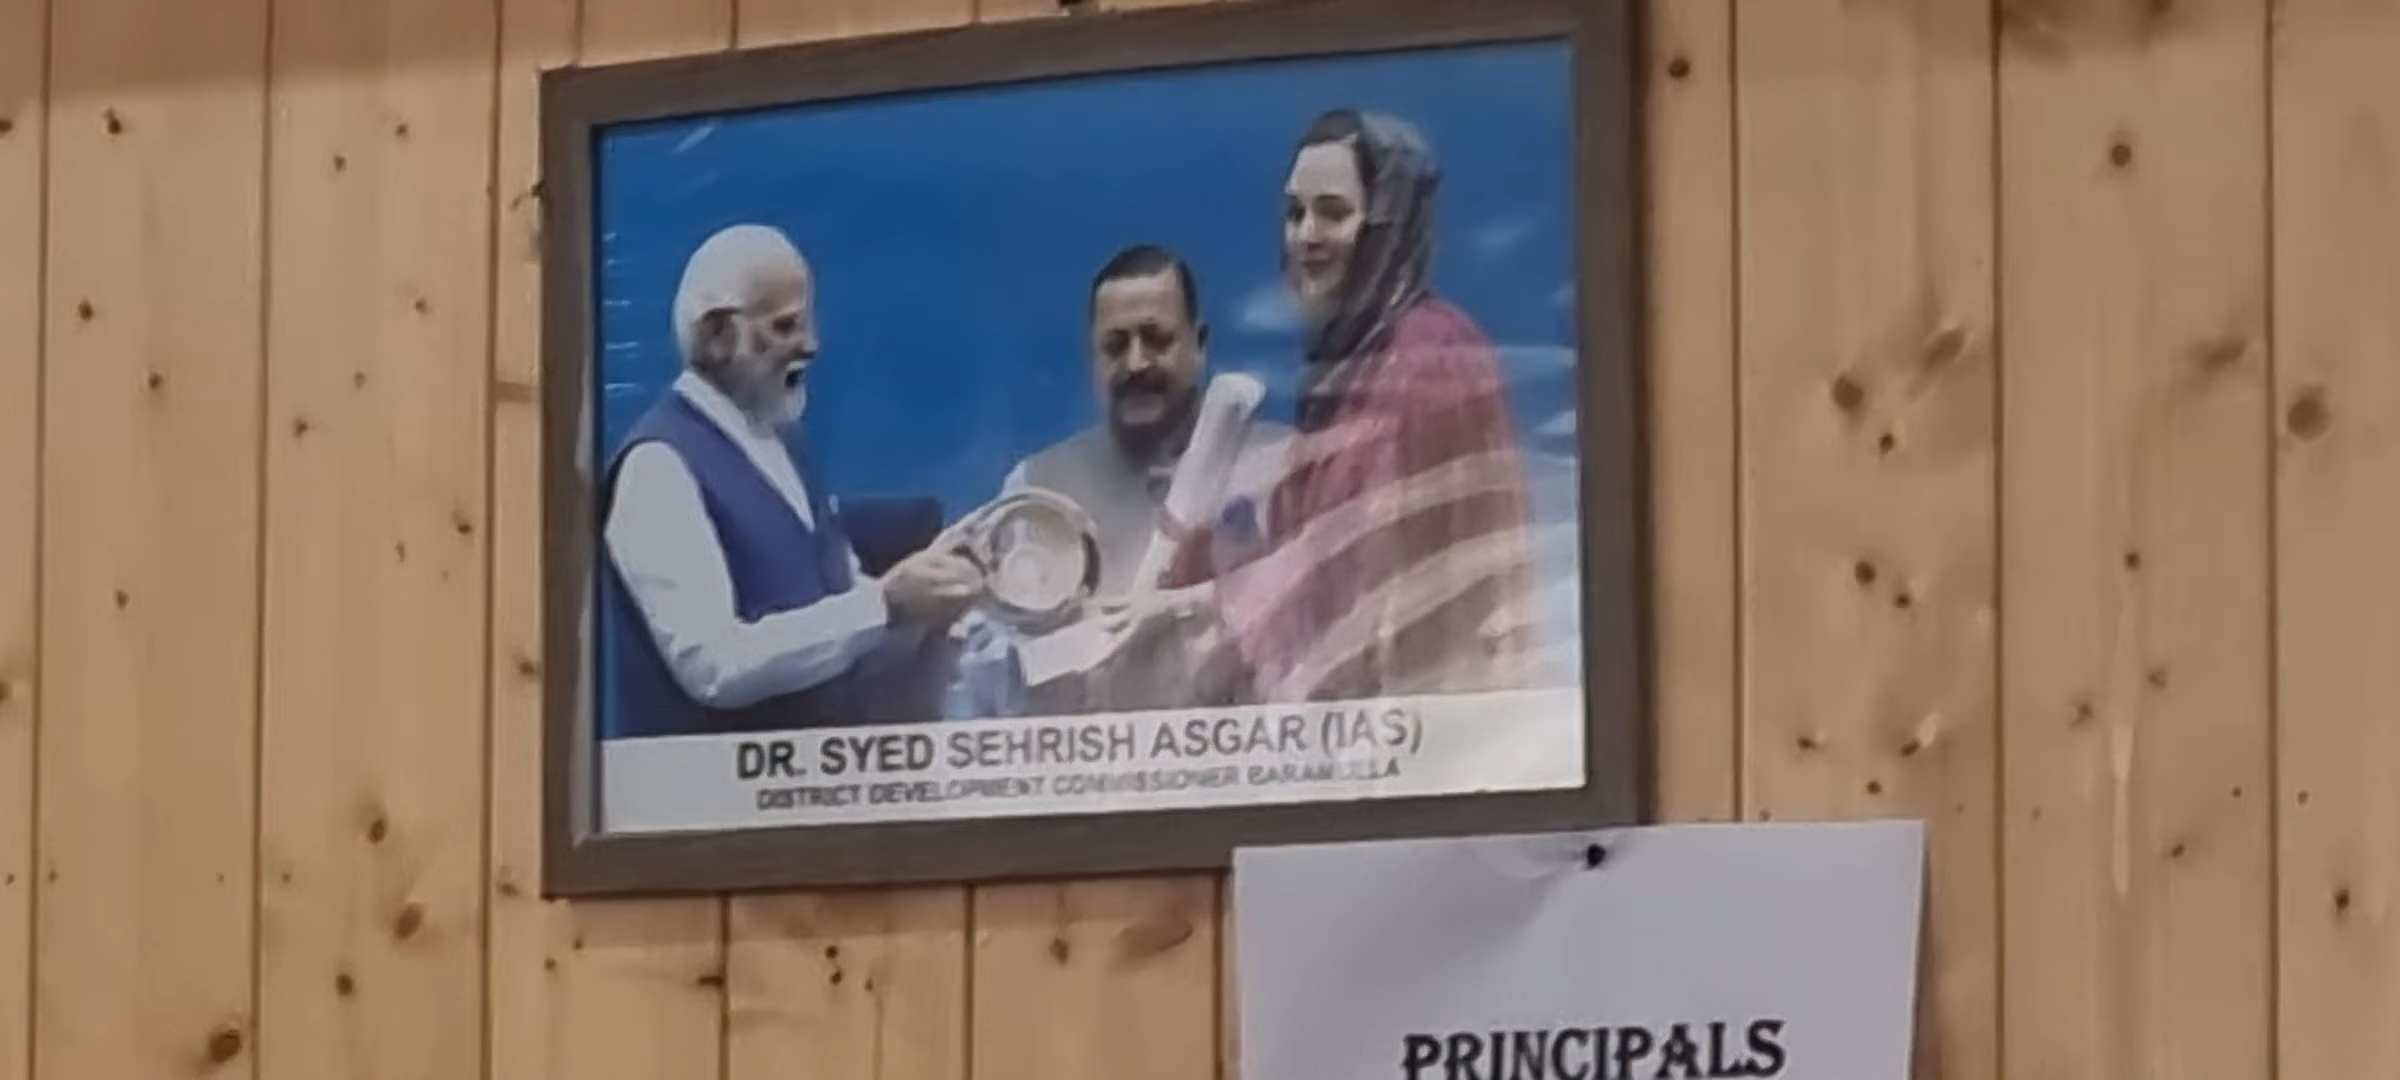 DR. SYED SEHRISH ASGAR (IAS)
DISTRICT DEVELOPMENT COMMISSIONER BARAMULLA
PRINCIPALS